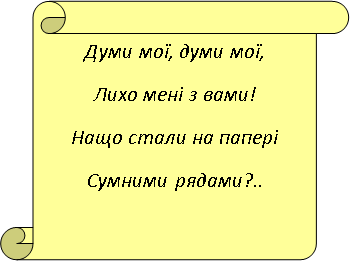 Думи мої, думи мої,
Лихо мені з вами!
Нащо стали на папері
Сумними рядами?..